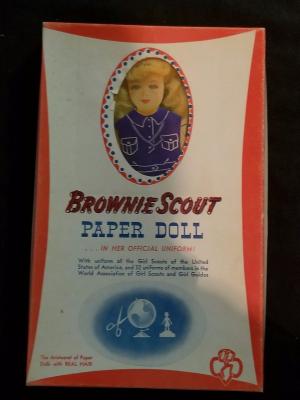 BROWNIE SCOUT
PAPER DOLL
...IN HER OFFICIAL UNIFORM!
With uniform of the Girl Scouts of the United
States of America, and 32 uniforms of members in the
World Association of Girl Scouts and Girl Guides
The Aristocrat of Paper
Dolls with REAL HAIR